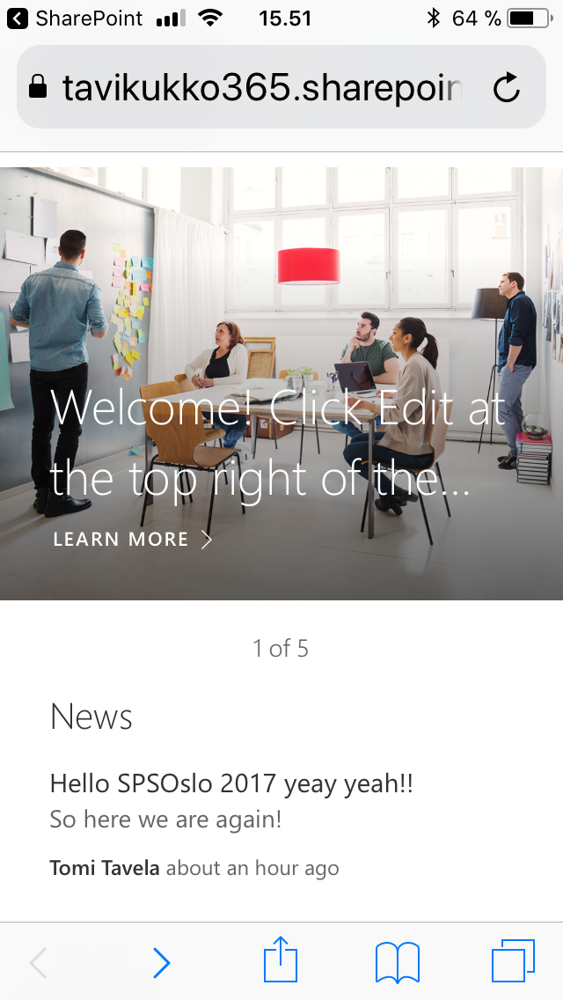 SharePoint 15.51 64 %
tavikukko365.sharepoin
Welcome! Click Edit at
the top right of the...
LEARN MORE
1 of 5
News
Hello SPSOslo 2017 yeay yeah!!
So here we are again!
Tomi Tavela about an hour ago